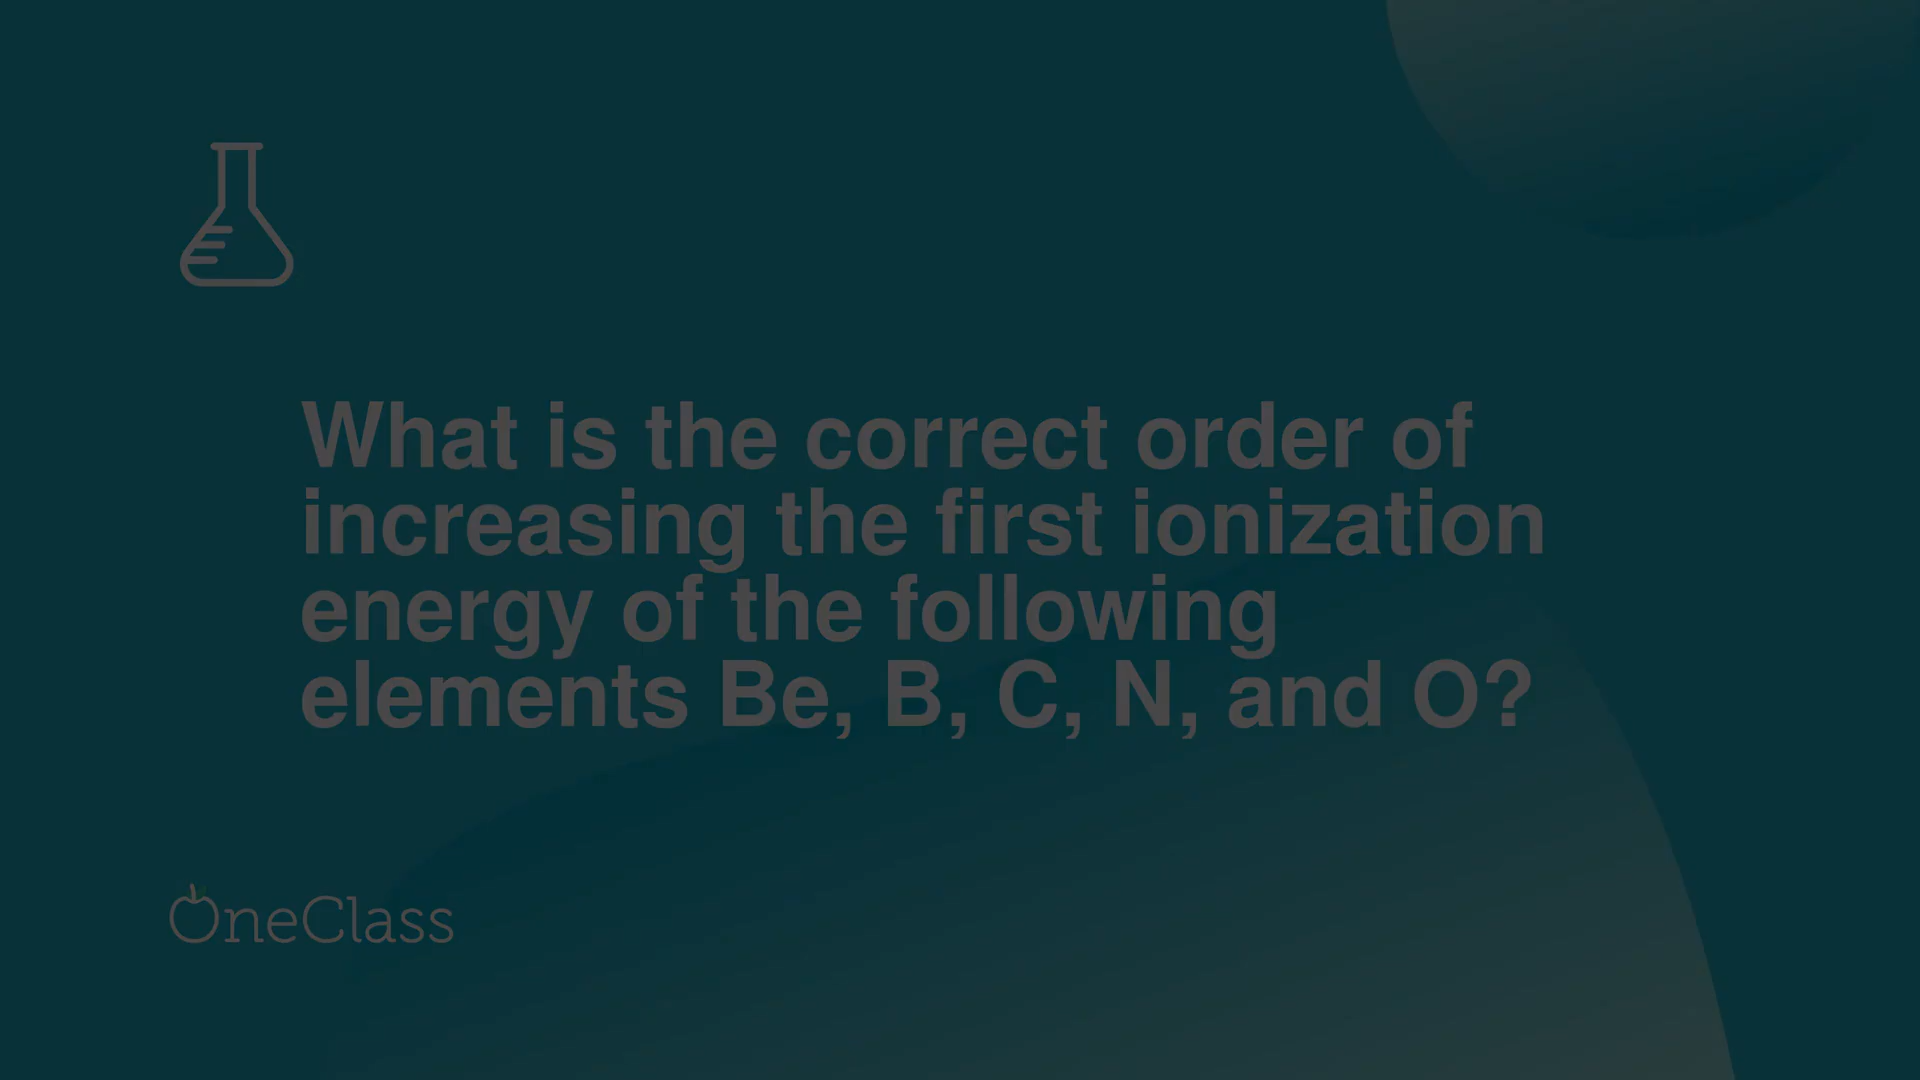 What is the correct order of
increasing the first ionization
energy of the following
elements Be, B, C, N, and O?
OneClass